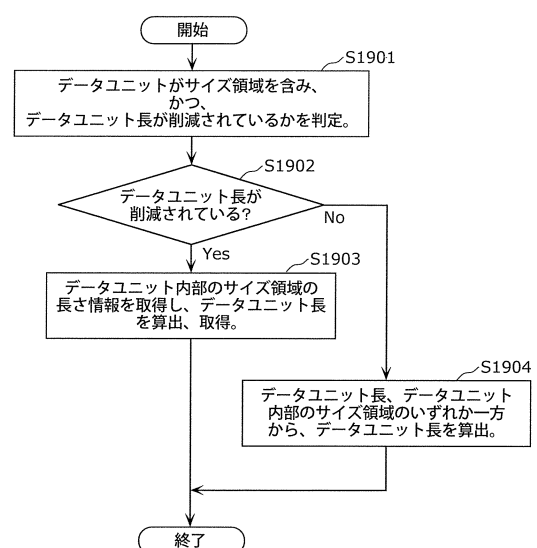 開始
S1901
データユニットがサイズ領域を含み、
かつ、
データユニット長が削減されているかを判定。
S1902
データユニット長が
削減されている?
No
Yes
S1903
データユニット内部のサイズ領域の
長さ情報を取得し、データユニット長
を算出、取得。
S1904
データユニット長、データユニット
内部のサイズ領域のいずれか一方
から、データユニット長を算出。
終了